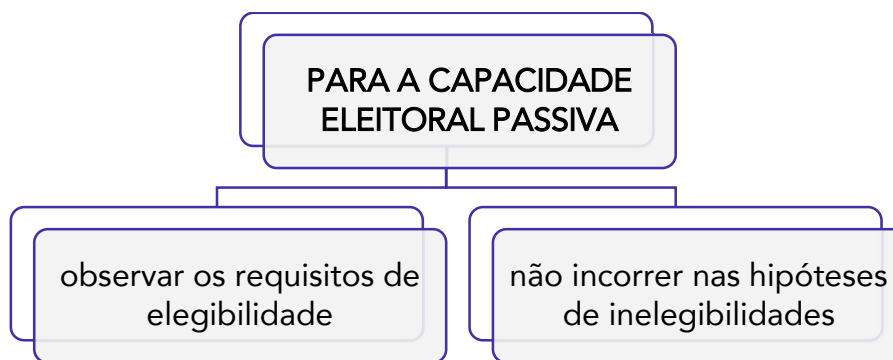 PARA A CAPACIDADE
ELEITORAL PASSIVA
observar os requisitos de
elegibilidade
não incorrer nas hipóteses
de inelegibilidades